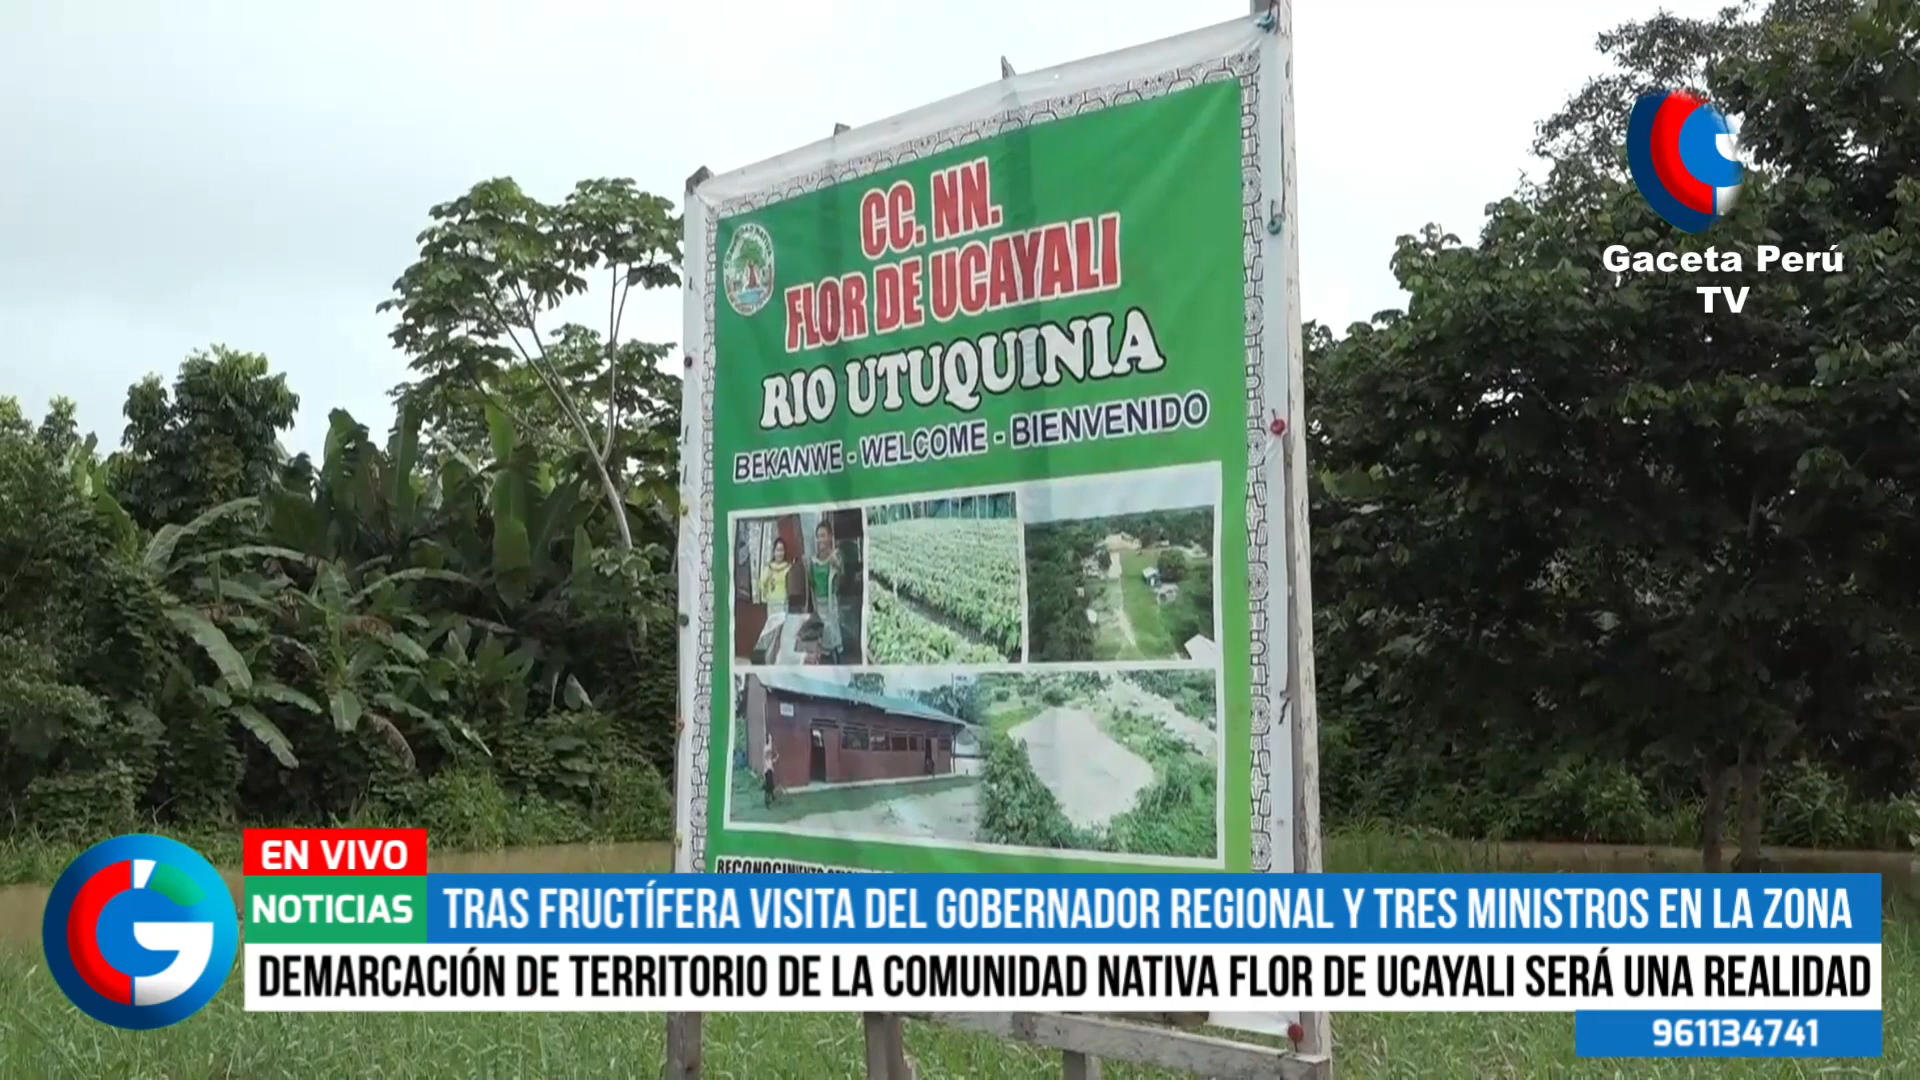 CC. NN.
FLOR DE UCAYALI
RIO UTUQUINIA
BEKANWE - WELCOME - BIENVENIDO
Gaceta Perú
TV
EN VIVO
NOTICIAS
TRAS FRUCTÍFERA VISITA DEL GOBERNADOR REGIONAL Y TRES MINISTROS EN LA ZONA
DEMARCACIÓN DE TERRITORIO DE LA COMUNIDAD NATIVA FLOR DE UCAYALI SERÁ UNA REALIDAD
961134741